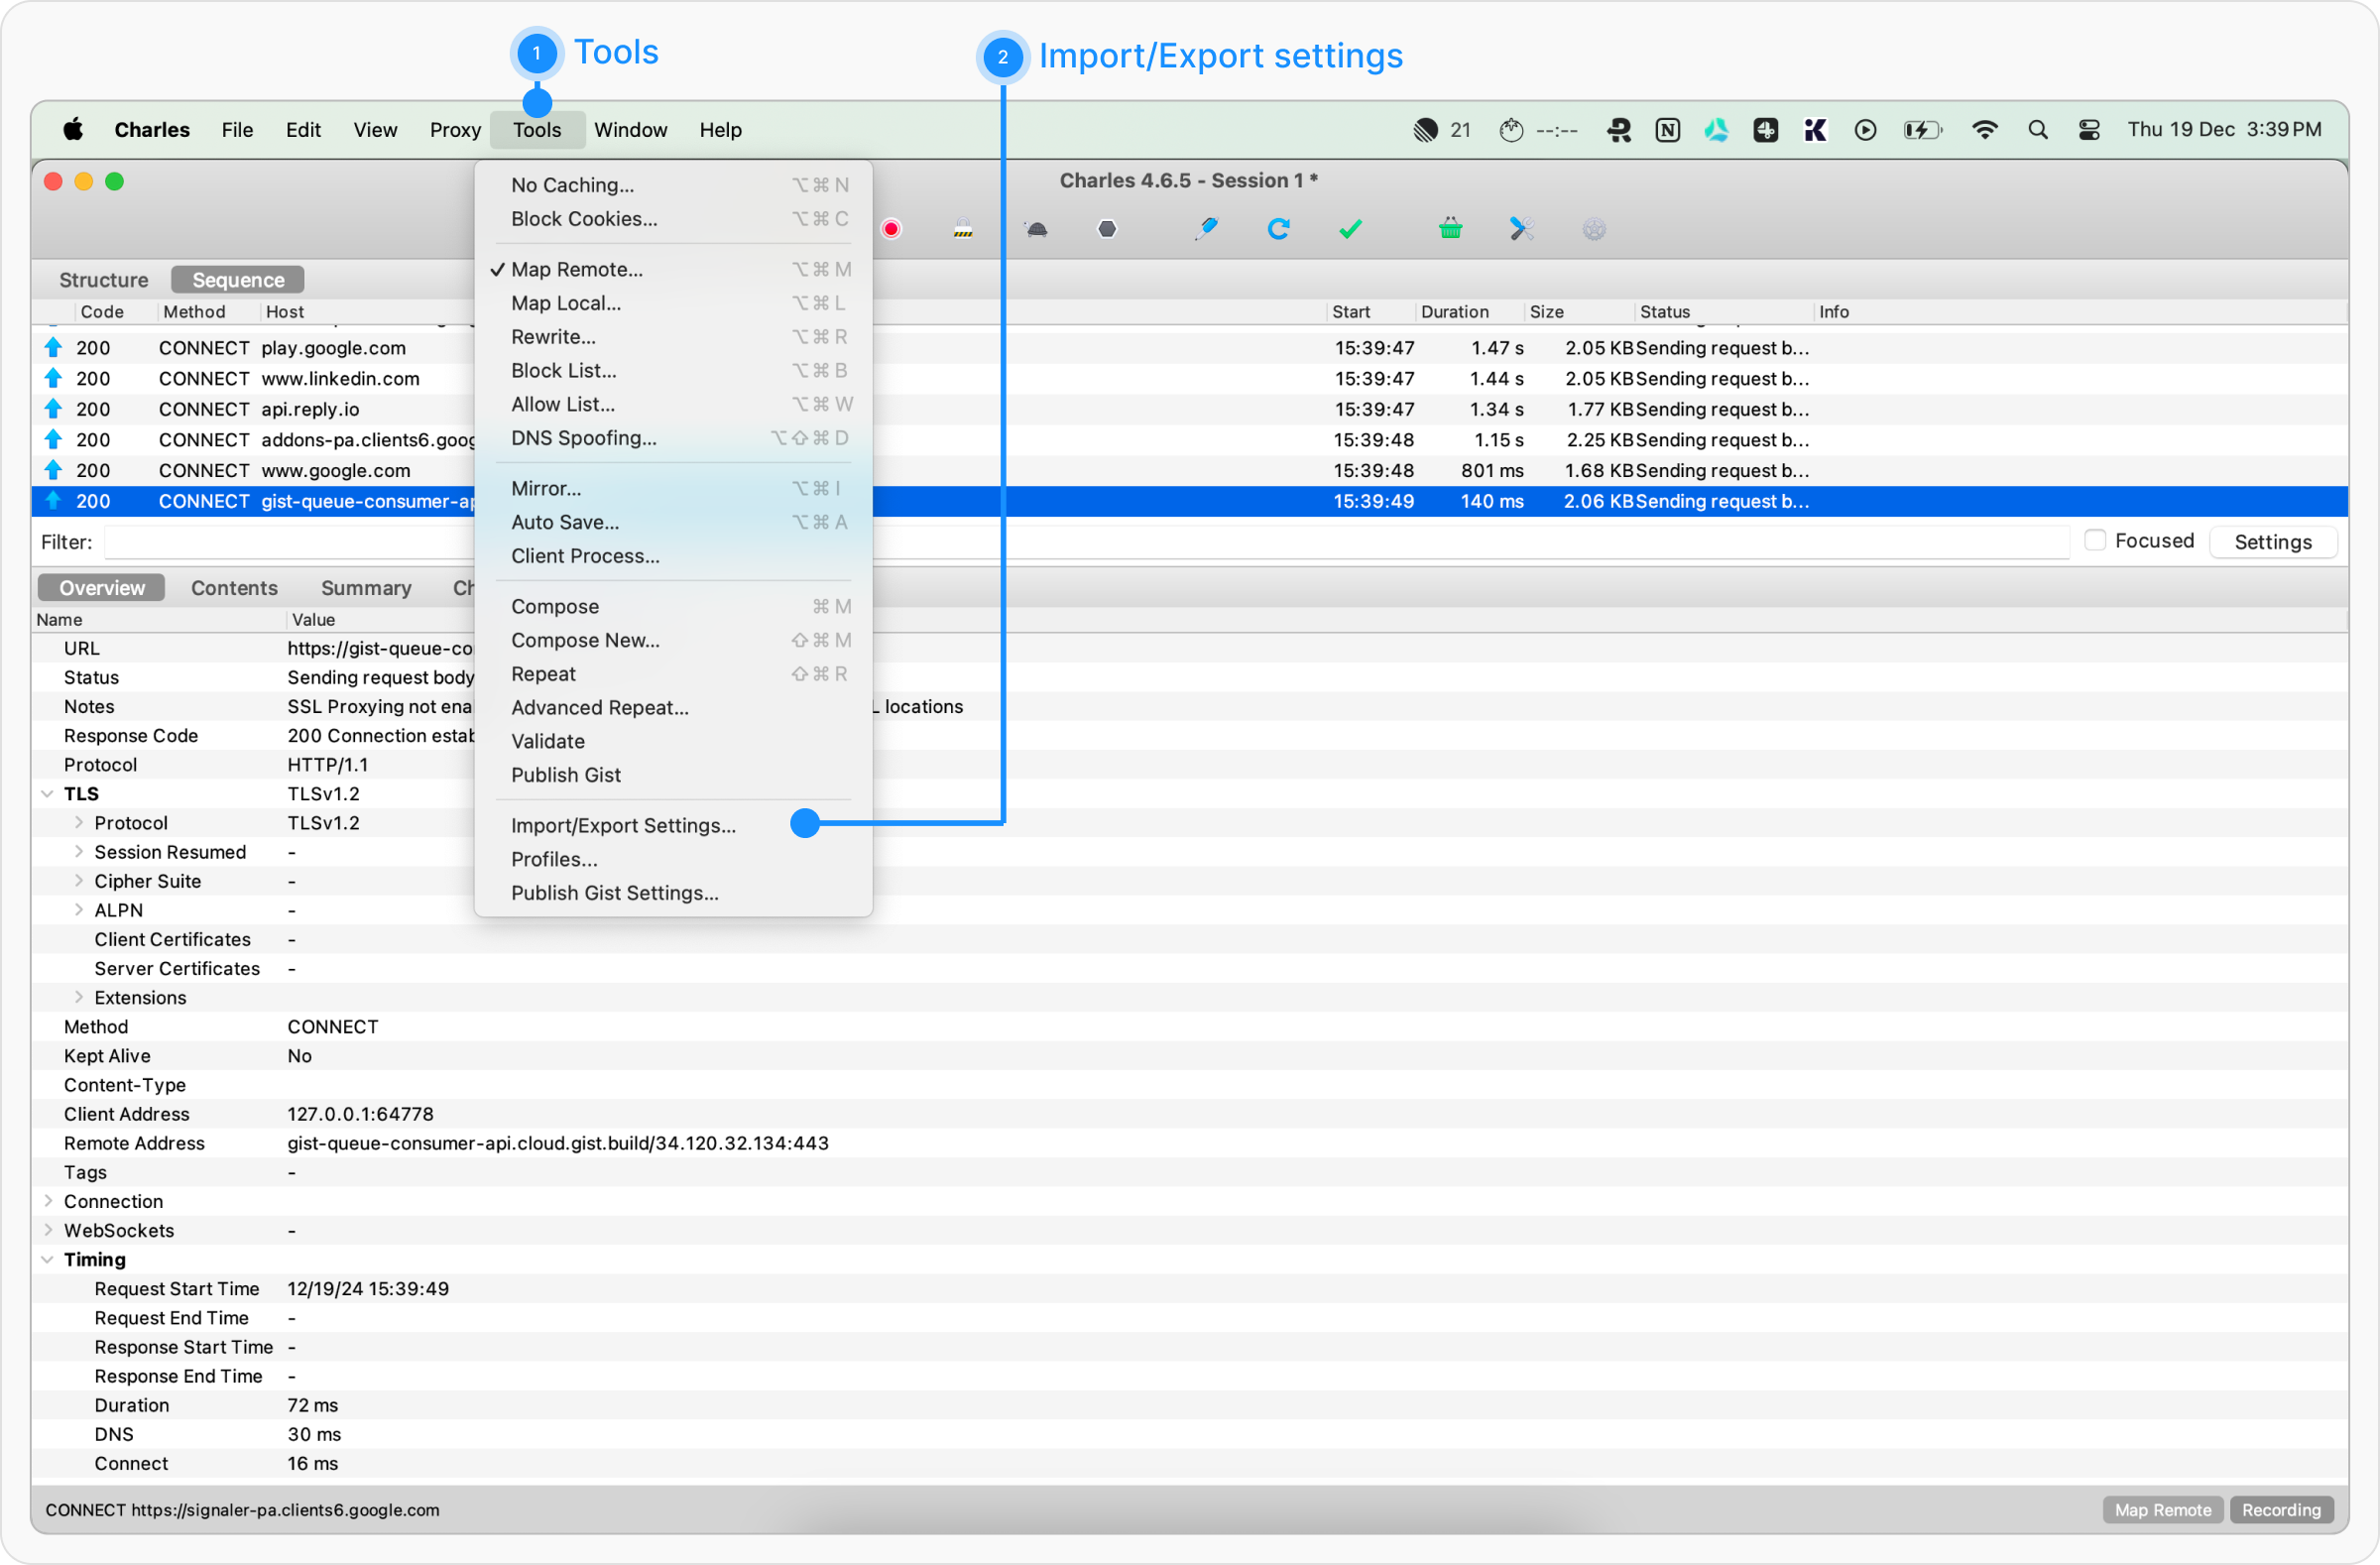 1 Tools
2 Import/Export settings
Charles File Edit View Proxy Tools Window Help 21 --:-- Thu 19 Dec 3:39 PM
Charles 4.6.5 - Session 1 *
No Caching... ⌥⌘N
Block Cookies... ⌥⌘C
✓ Map Remote... ⌥⌘M
Map Local... ⌥⌘L
Rewrite... ⌥⌘R
Block List... ⌥⌘B
Allow List... ⌥⌘W
DNS Spoofing... ⌥⇧⌘D
Mirror... ⌥⌘I
Auto Save... ⌥⌘A
Client Process...
Compose ⌘M
Compose New... ⇧⌘M
Repeat ⇧⌘R
Advanced Repeat...
Validate
Publish Gist
Import/Export Settings...
Profiles...
Publish Gist Settings...
Structure Sequence
Code Method Host Start Duration Size Status Info
200 CONNECT play.google.com 15:39:47 1.47 s 2.05 KB Sending request b...
200 CONNECT www.linkedin.com 15:39:47 1.44 s 2.05 KB Sending request b...
200 CONNECT api.reply.io 15:39:47 1.34 s 1.77 KB Sending request b...
200 CONNECT addons-pa.clients6.goog 15:39:48 1.15 s 2.25 KB Sending request b...
200 CONNECT www.google.com 15:39:48 801 ms 1.68 KB Sending request b...
200 CONNECT gist-queue-consumer-ap 15:39:49 140 ms 2.06 KB Sending request b...
Filter: Focused Settings
Overview Contents Summary Ch
Name Value
URL https://gist-queue-co
Status Sending request body
Notes SSL Proxying not ena L locations
Response Code 200 Connection estab
Protocol HTTP/1.1
TLS TLSv1.2
Protocol TLSv1.2
Session Resumed -
Cipher Suite -
ALPN -
Client Certificates -
Server Certificates -
Extensions
Method CONNECT
Kept Alive No
Content-Type
Client Address 127.0.0.1:64778
Remote Address gist-queue-consumer-api.cloud.gist.build/34.120.32.134:443
Tags -
Connection
WebSockets -
Timing
Request Start Time 12/19/24 15:39:49
Request End Time -
Response Start Time -
Response End Time -
Duration 72 ms
DNS 30 ms
Connect 16 ms
CONNECT https://signaler-pa.clients6.google.com Map Remote Recording